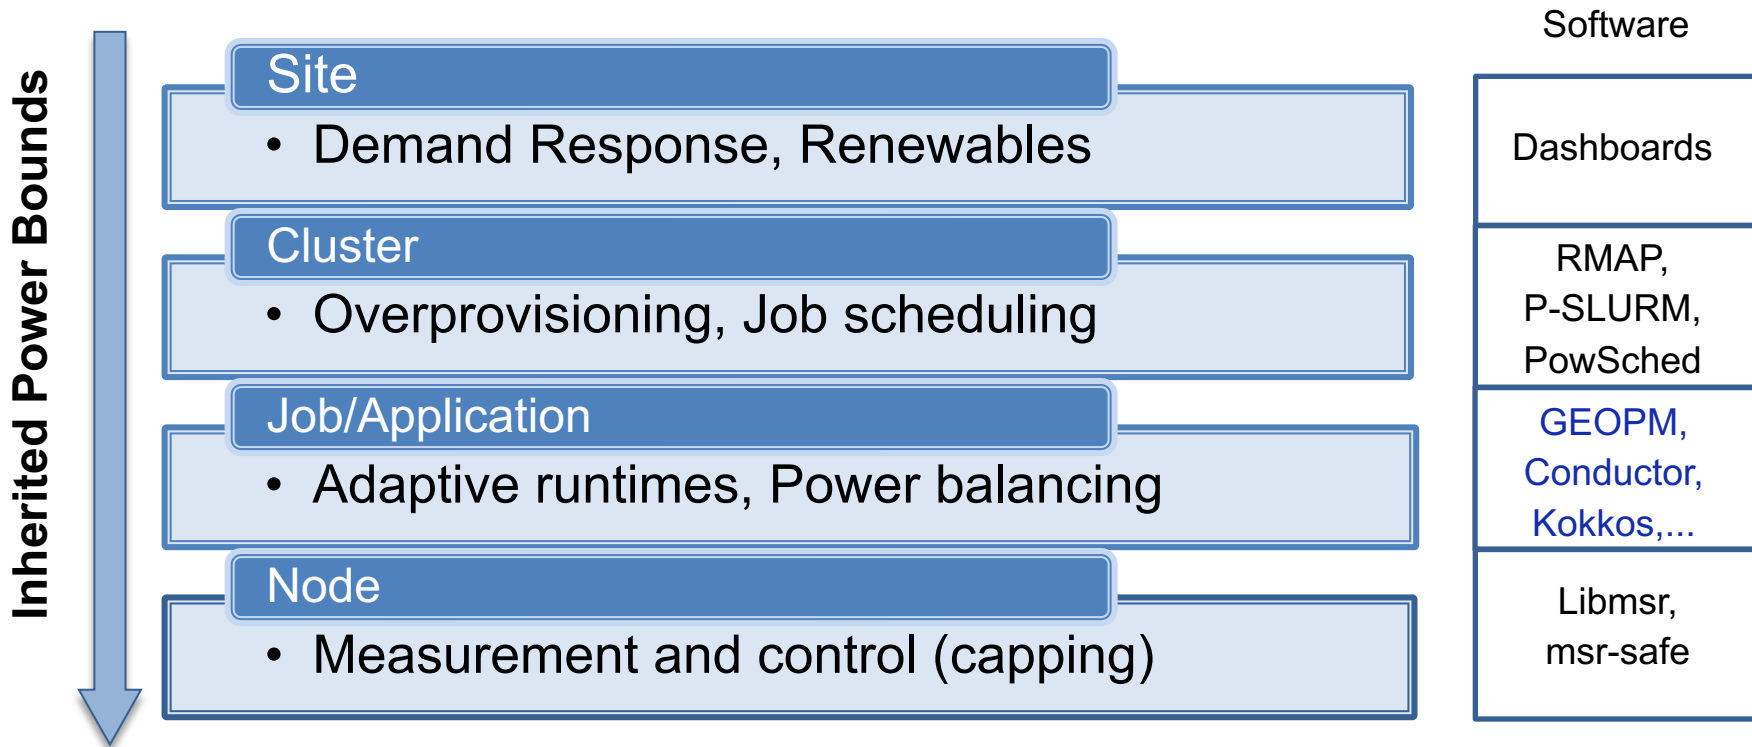 Inherited Power Bounds
Software
Site
• Demand Response, Renewables
Dashboards
Cluster
• Overprovisioning, Job scheduling
RMAP,
P-SLURM,
PowSched
Job/Application
• Adaptive runtimes, Power balancing
GEOPM,
Conductor,
Kokkos,...
Node
• Measurement and control (capping)
Libmsr,
msr-safe